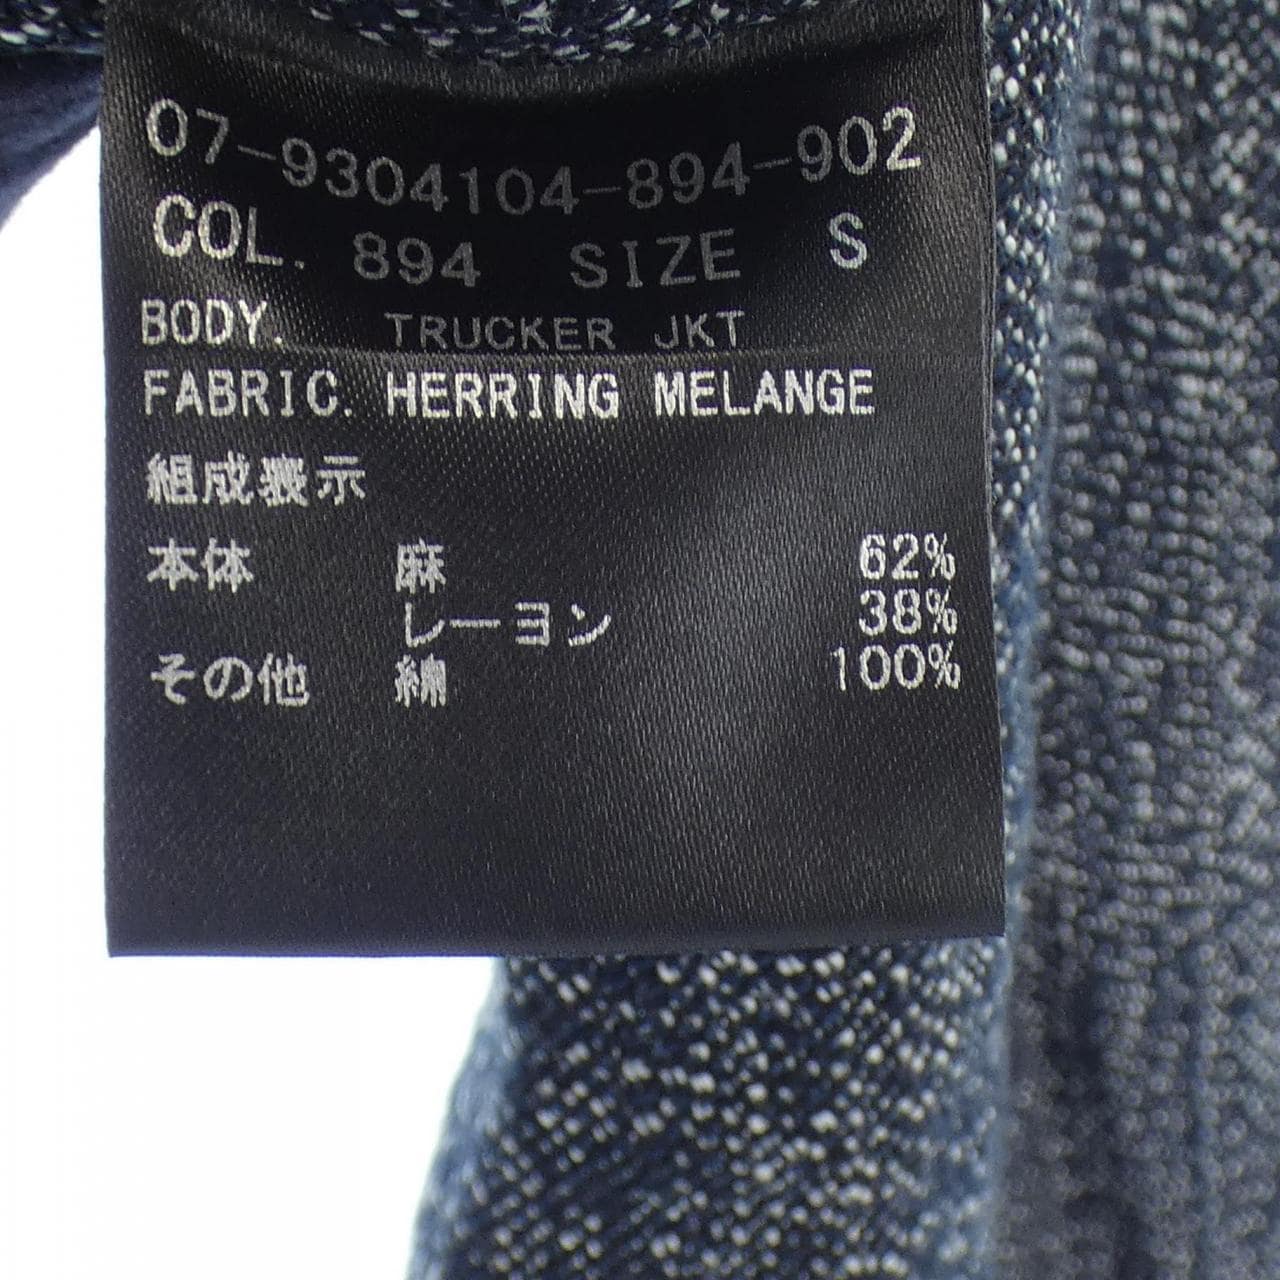 07-9304104-894-902
COL. 894 SIZE S
BODY. TRUCKER JKT
FABRIC. HERRING MELANGE
組成表示
本体 麻 62%
レーヨン 38%
その他 綿 100%